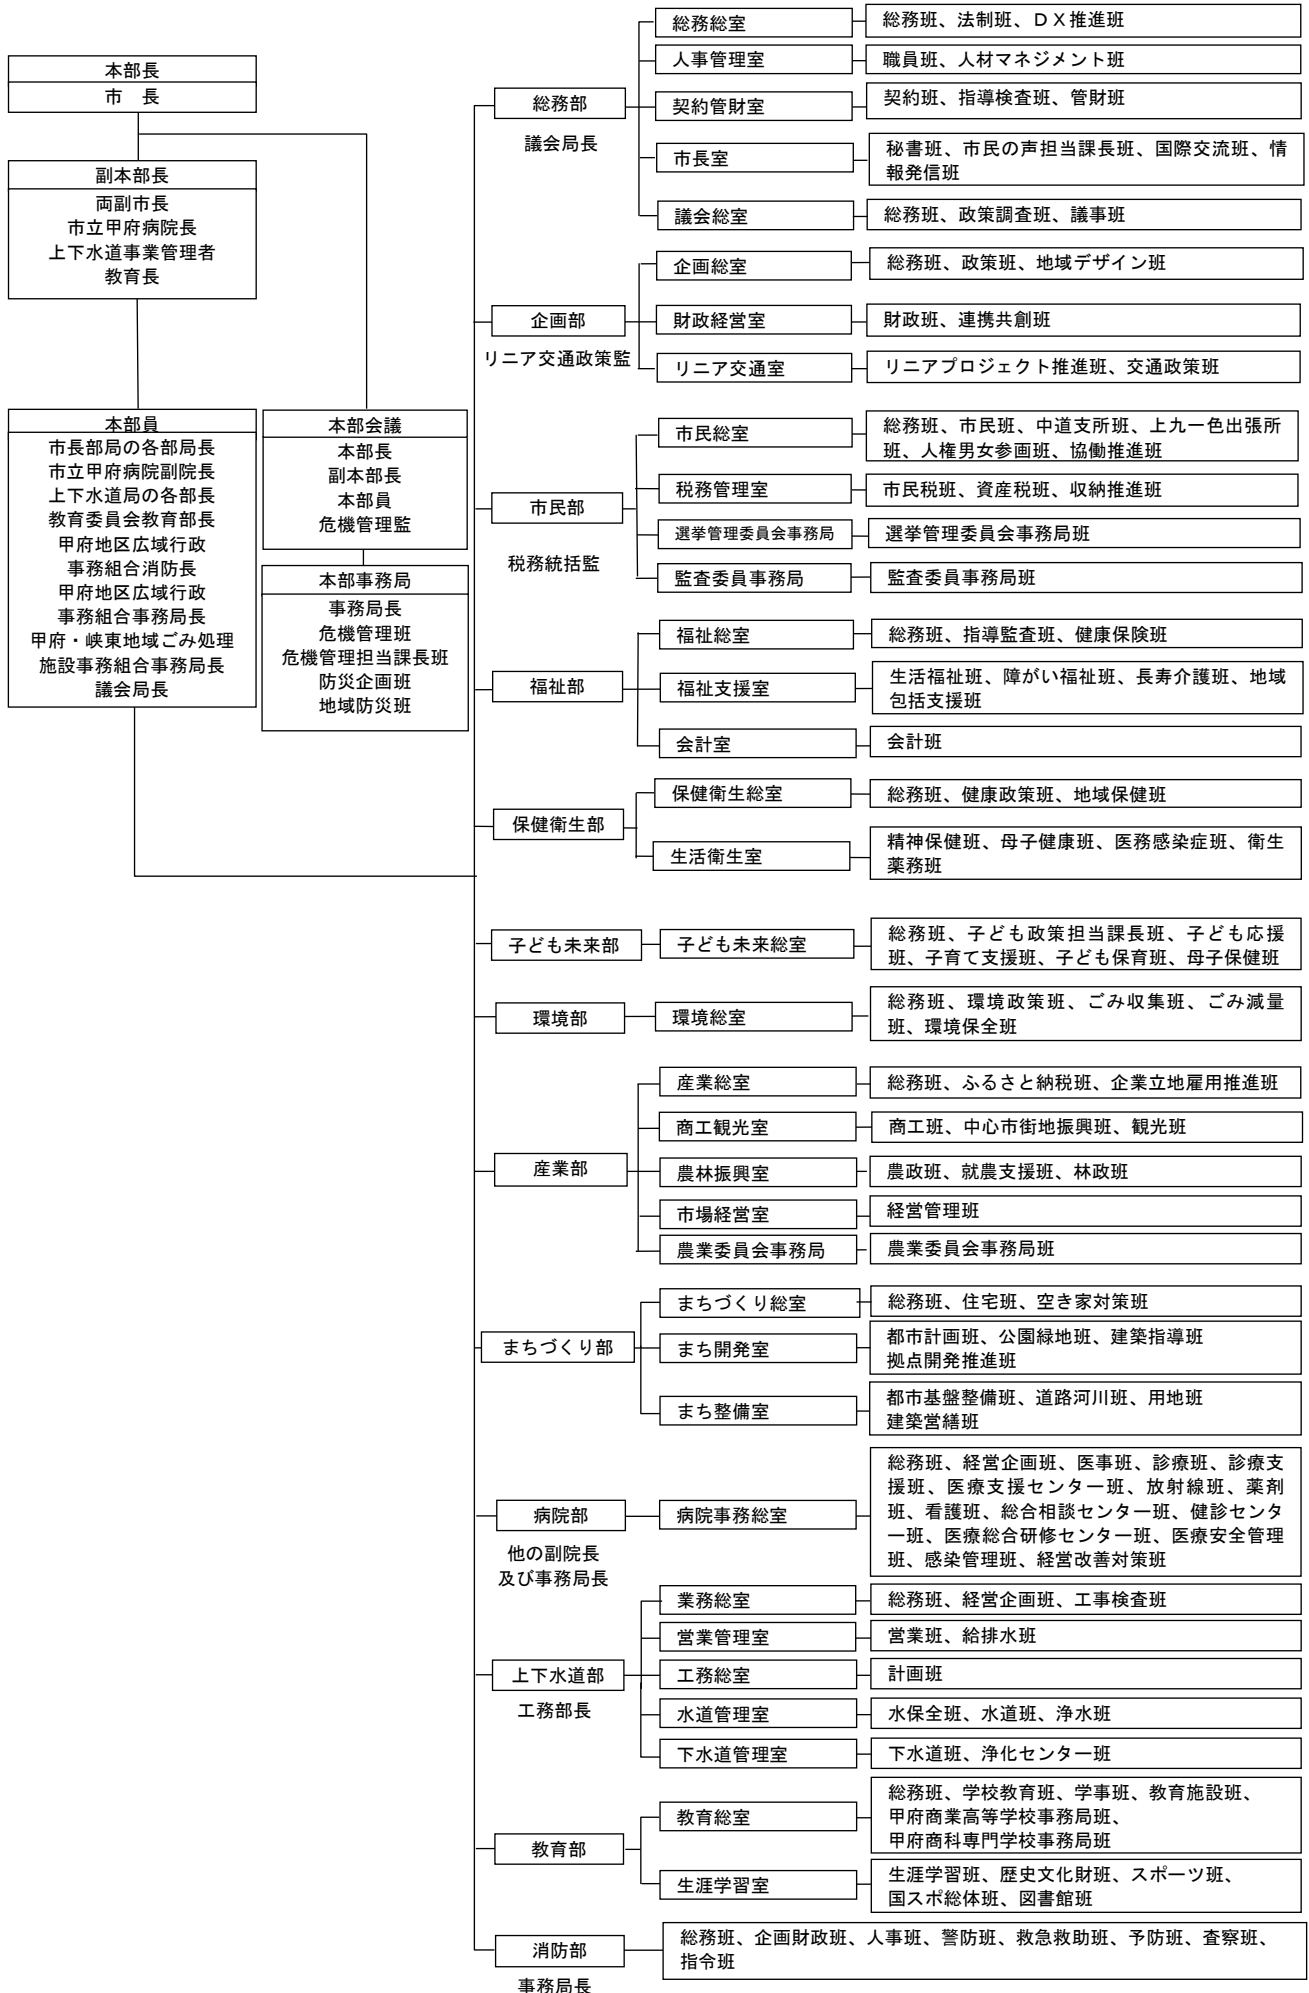 本部長
市　長
副本部長
両副市長
市立甲府病院長
上下水道事業管理者
教育長
本部員
市長部局の各部局長
市立甲府病院副院長
上下水道局の各部長
教育委員会教育部長
甲府地区広域行政
事務組合消防長
甲府地区広域行政
事務組合事務局長
甲府・峡東地域ごみ処理
施設事務組合事務局長
議会局長
本部会議
本部長
副本部長
本部員
危機管理監
本部事務局
事務局長
危機管理班
危機管理担当課長班
防災企画班
地域防災班
総務部
議会局長
総務総室
総務班、法制班、ＤＸ推進班
人事管理室
職員班、人材マネジメント班
契約管財室
契約班、指導検査班、管財班
市長室
秘書班、市民の声担当課長班、国際交流班、情
報発信班
議会総室
総務班、政策調査班、議事班
企画部
リニア交通政策監
企画総室
総務班、政策班、地域デザイン班
財政経営室
財政班、連携共創班
リニア交通室
リニアプロジェクト推進班、交通政策班
市民部
税務統括監
市民総室
総務班、市民班、中道支所班、上九一色出張所
班、人権男女参画班、協働推進班
税務管理室
市民税班、資産税班、収納推進班
選挙管理委員会事務局
選挙管理委員会事務局班
監査委員事務局
監査委員事務局班
福祉部
福祉総室
総務班、指導監査班、健康保険班
福祉支援室
生活福祉班、障がい福祉班、長寿介護班、地域
包括支援班
会計室
会計班
保健衛生部
保健衛生総室
総務班、健康政策班、地域保健班
生活衛生室
精神保健班、母子健康班、医務感染症班、衛生
薬務班
子ども未来部
子ども未来総室
総務班、子ども政策担当課長班、子ども応援
班、子育て支援班、子ども保育班、母子保健班
環境部
環境総室
総務班、環境政策班、ごみ収集班、ごみ減量
班、環境保全班
産業部
産業総室
総務班、ふるさと納税班、企業立地雇用推進班
商工観光室
商工班、中心市街地振興班、観光班
農林振興室
農政班、就農支援班、林政班
市場経営室
経営管理班
農業委員会事務局
農業委員会事務局班
まちづくり部
まちづくり総室
総務班、住宅班、空き家対策班
まち開発室
都市計画班、公園緑地班、建築指導班
拠点開発推進班
まち整備室
都市基盤整備班、道路河川班、用地班
建築営繕班
病院部
他の副院長
及び事務局長
病院事務総室
総務班、経営企画班、医事班、診療班、診療支
援班、医療支援センター班、放射線班、薬剤
班、看護班、総合相談センター班、健診センタ
ー班、医療総合研修センター班、医療安全管理
班、感染管理班、経営改善対策班
上下水道部
工務部長
業務総室
総務班、経営企画班、工事検査班
営業管理室
営業班、給排水班
工務総室
計画班
水道管理室
水保全班、水道班、浄水班
下水道管理室
下水道班、浄化センター班
教育部
教育総室
総務班、学校教育班、学事班、教育施設班、
甲府商業高等学校事務局班、
甲府商科専門学校事務局班
生涯学習室
生涯学習班、歴史文化財班、スポーツ班、
国スポ総体班、図書館班
消防部
事務局長
総務班、企画財政班、人事班、警防班、救急救助班、予防班、査察班、
指令班